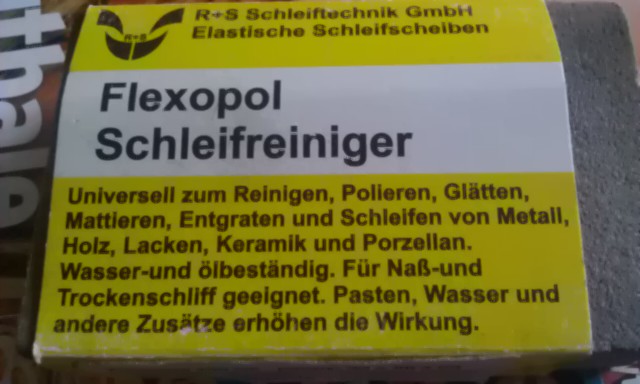 R+S Schleiftechnik GmbH
Elastische Schleifscheiben
R+S
Flexopol
Schleifreiniger
Universell zum Reinigen, Polieren, Glätten,
Mattieren, Entgraten und Schleifen von Metall,
Holz, Lacken, Keramik und Porzellan.
Wasser-und ölbeständig. Für Naß-und
Trockenschliff geeignet. Pasten, Wasser und
andere Zusätze erhöhen die Wirkung.
thale